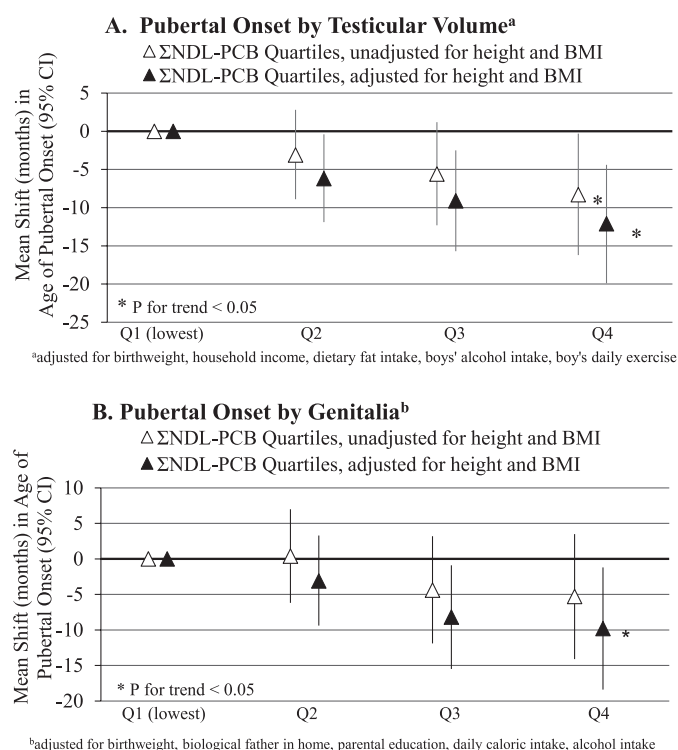 A. Pubertal Onset by Testicular Volumeᵃ
△ ΣNDL-PCB Quartiles, unadjusted for height and BMI
▲ ΣNDL-PCB Quartiles, adjusted for height and BMI
Mean Shift (months) in
Age of Pubertal Onset (95% CI)
5
0
-5
-10
-15
-20
-25
*
*
* P for trend < 0.05
Q1 (lowest) Q2 Q3 Q4
ᵃadjusted for birthweight, household income, dietary fat intake, boys' alcohol intake, boy's daily exercise
B. Pubertal Onset by Genitaliaᵇ
△ ΣNDL-PCB Quartiles, unadjusted for height and BMI
▲ ΣNDL-PCB Quartiles, adjusted for height and BMI
Mean Shift (months) in Age of
Pubertal Onset (95% CI)
10
5
0
-5
-10
-15
-20
*
* P for trend < 0.05
Q1 (lowest) Q2 Q3 Q4
ᵇadjusted for birthweight, biological father in home, parental education, daily caloric intake, alcohol intake